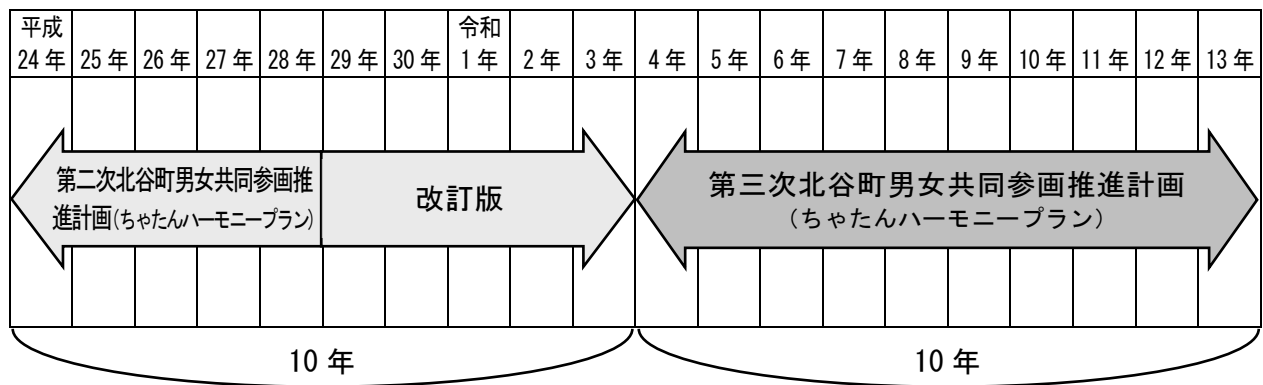 平成 令和
24年 25年 26年 27年 28年 29年 30年 1年 2年 3年 4年 5年 6年 7年 8年 9年 10年 11年 12年 13年
第二次北谷町男女共同参画推
進計画(ちゃたんハーモニープラン)
改訂版
第三次北谷町男女共同参画推進計画
(ちゃたんハーモニープラン)
10年 10年